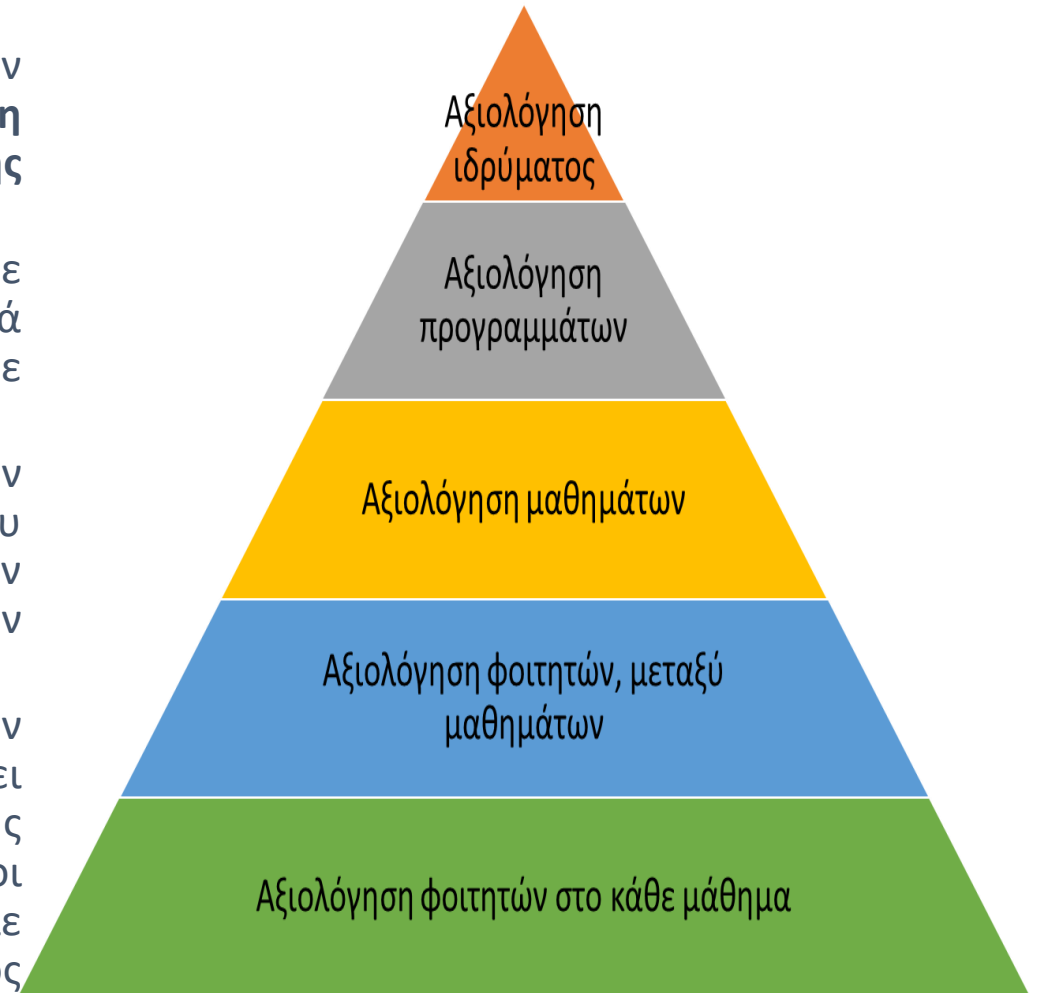 Αξιολόγηση
ιδρύματος
Αξιολόγηση
προγραμμάτων
Αξιολόγηση μαθημάτων
Αξιολόγηση φοιτητών, μεταξύ
μαθημάτων
Αξιολόγηση φοιτητών στο κάθε μάθημα